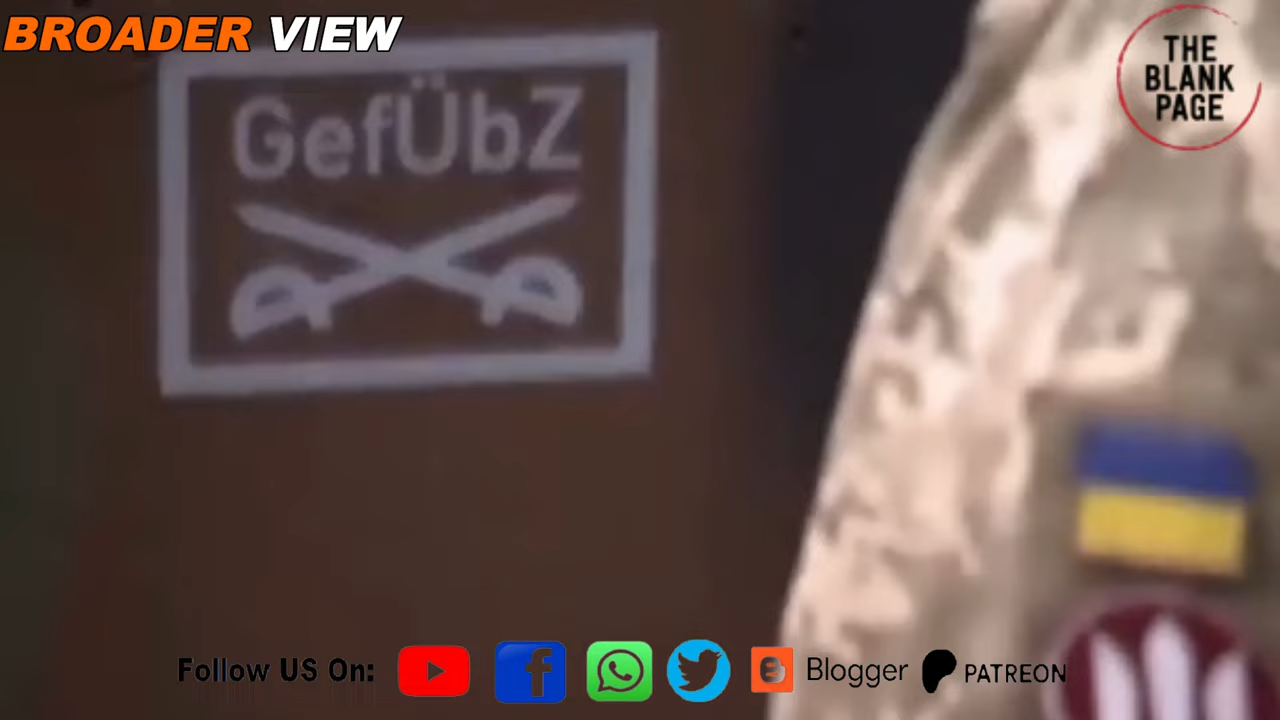 BROADER VIEW
THE
BLANK
PAGE
GefÜbZ
Follow US On:
Blogger
PATREON